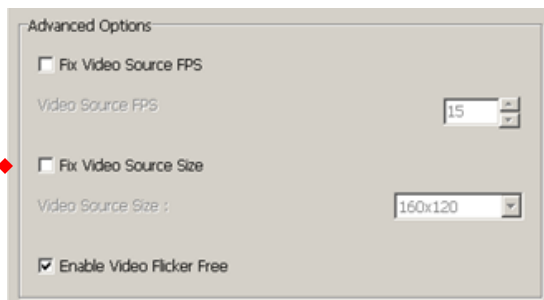 Advanced Options
Fix Video Source FPS
Video Source FPS
15
Fix Video Source Size
Video Source Size :
160x120
Enable Video Flicker Free